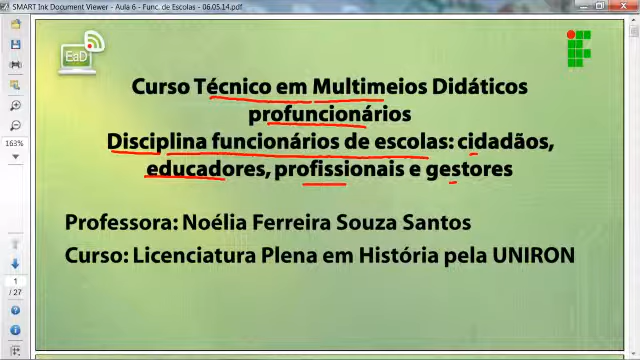 SMART Ink Document Viewer - Aula 6 - Func. de Escolas - 06.05.14.pdf
EaD
Curso Técnico em Multimeios Didáticos
profuncionários
Disciplina funcionários de escolas: cidadãos,
educadores, profissionais e gestores
Professora: Noélia Ferreira Souza Santos
Curso: Licenciatura Plena em História pela UNIRON
163%
1
/ 27